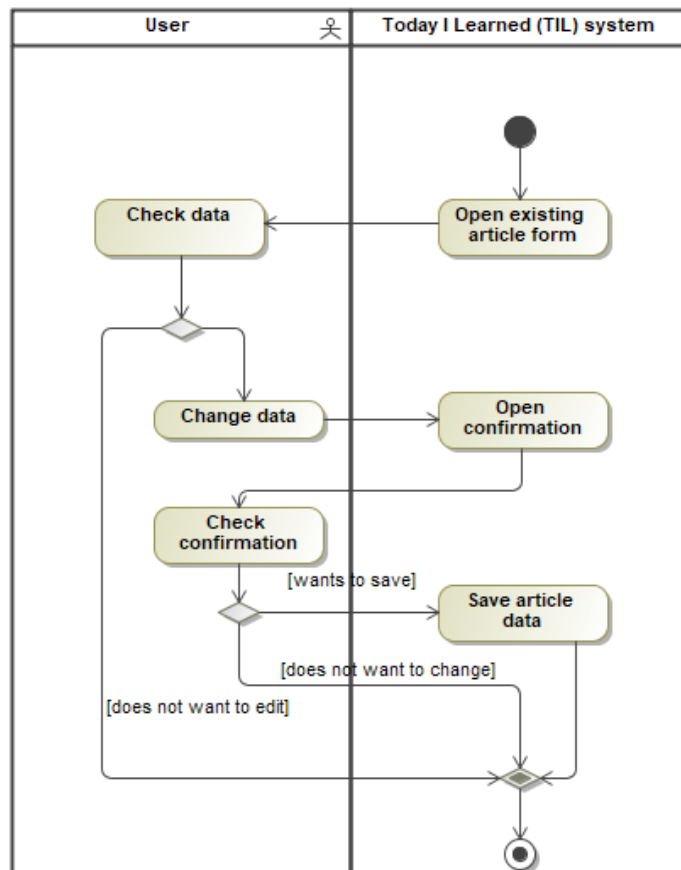 User
Today I Learned (TIL) system
Check data
Open existing
article form
Change data
Open
confirmation
Check
confirmation
[wants to save]
Save article
data
[does not want to change]
[does not want to edit]